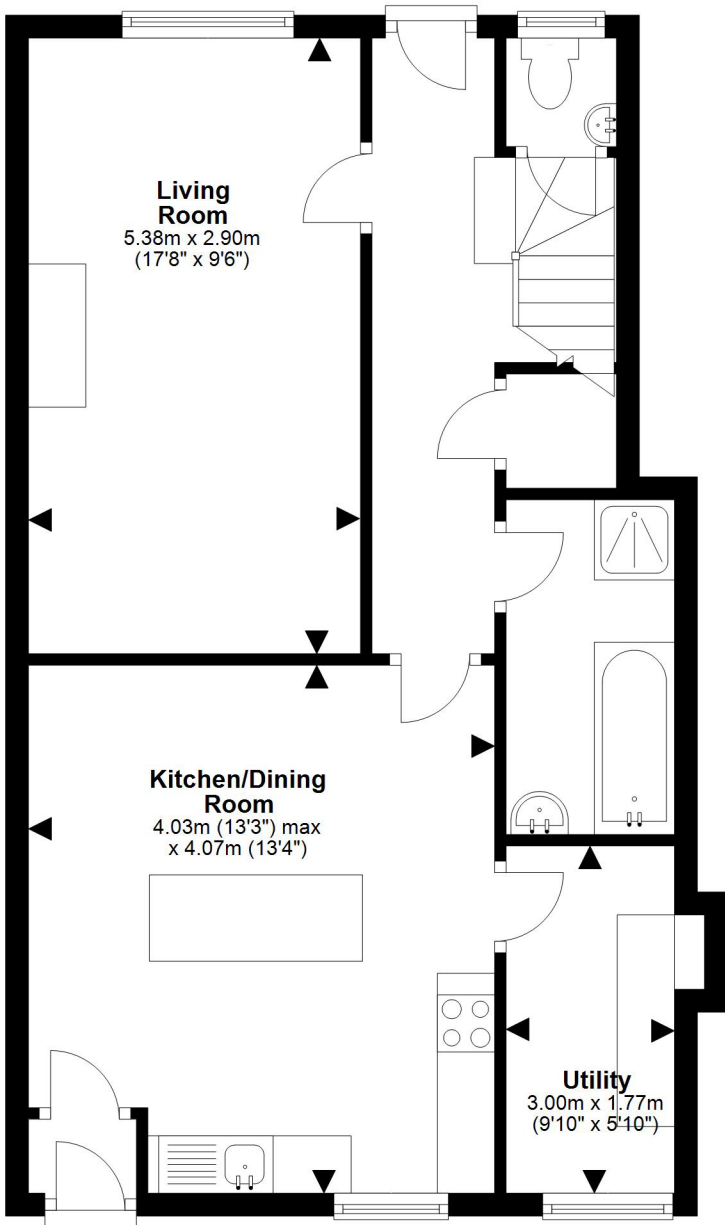 Living
Room
5.38m x 2.90m
(17'8" x 9'6")
Kitchen/Dining
Room
4.03m (13'3") max
x 4.07m (13'4")
Utility
3.00m x 1.77m
(9'10" x 5'10")